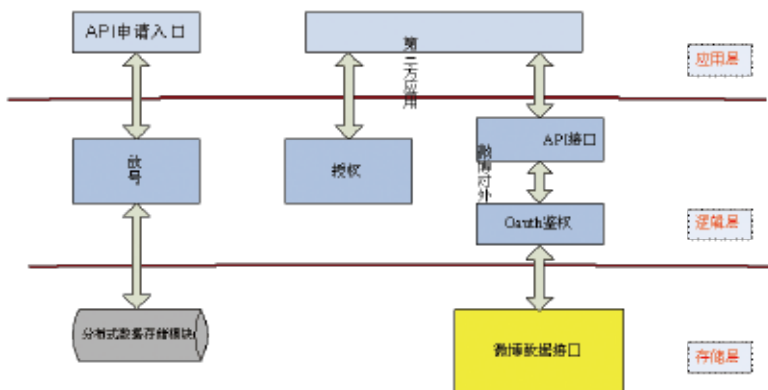 API申请入口
第三方应用
应用层
放号
授权
微博对外
API接口
Oauth鉴权
逻辑层
分布式数据存储模块
微博数据接口
存储层